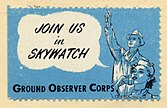 JOIN US
in
SKYWATCH
GROUND OBSERVER CORPS